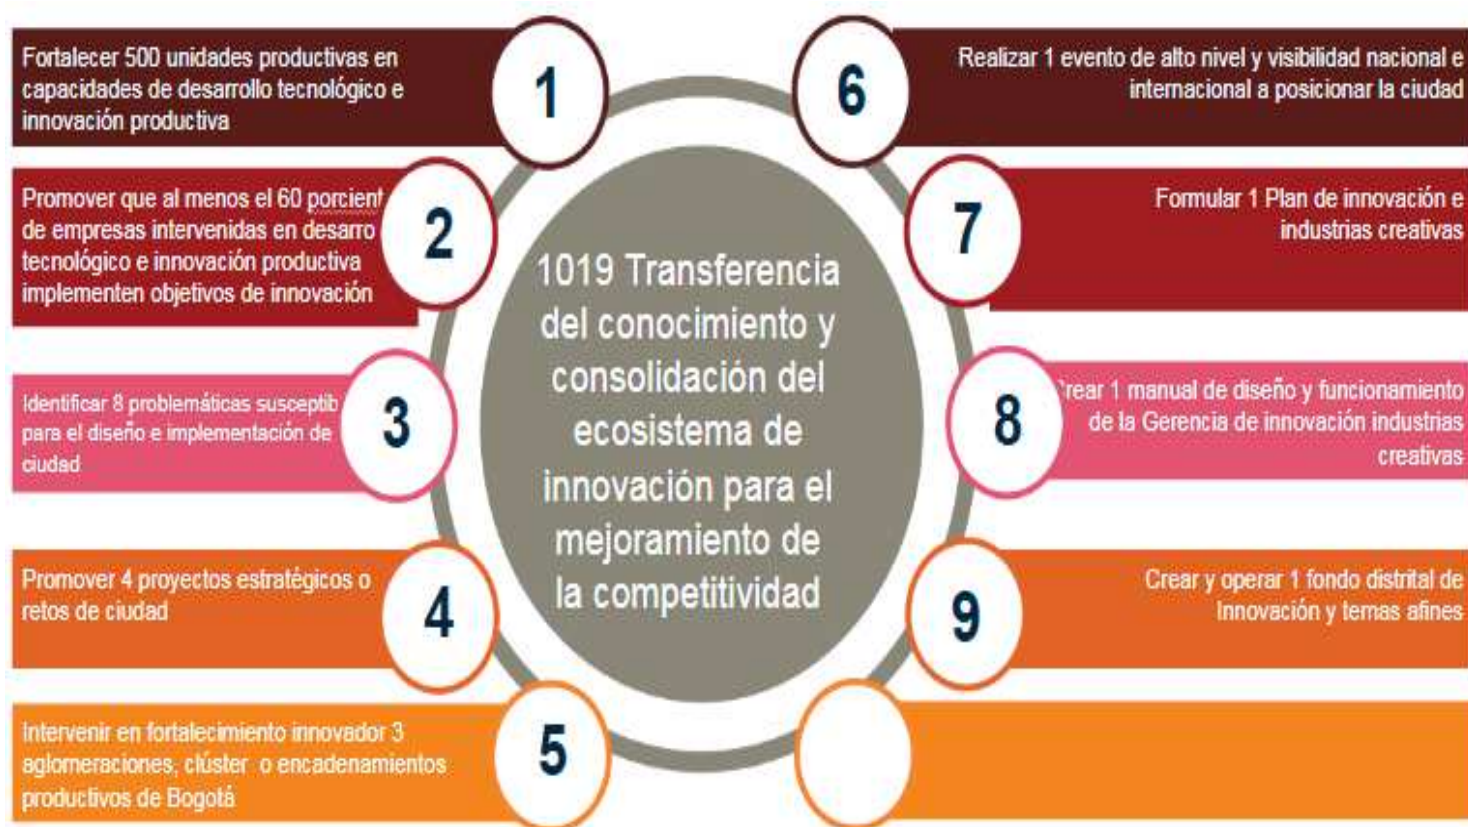 1
Fortalecer 500 unidades productivas en
capacidades de desarrollo tecnológico e
innovación productiva
2
Promover que al menos el 60 porcient
de empresas intervenidas en desarro
tecnológico e innovación productiva
implementen objetivos de innovación
3
Identificar 8 problemáticas susceptib
para el diseño e implementación de
ciudad
4
Promover 4 proyectos estratégicos o
retos de ciudad
5
Intervenir en fortalecimiento innovador 3
aglomeraciones, clúster o encadenamientos
productivos de Bogotá
1019 Transferencia
del conocimiento y
consolidación del
ecosistema de
innovación para el
mejoramiento de
la competitividad
6
Realizar 1 evento de alto nivel y visibilidad nacional e
internacional a posicionar la ciudad
7
Formular 1 Plan de innovación e
industrias creativas
8
rear 1 manual de diseño y funcionamiento
de la Gerencia de innovación industrias
creativas
9
Crear y operar 1 fondo distrital de
Innovación y temas afines